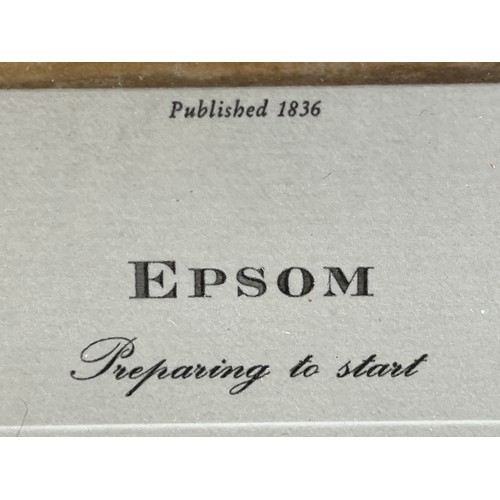 Published 1836
EPSOM
Preparing to start